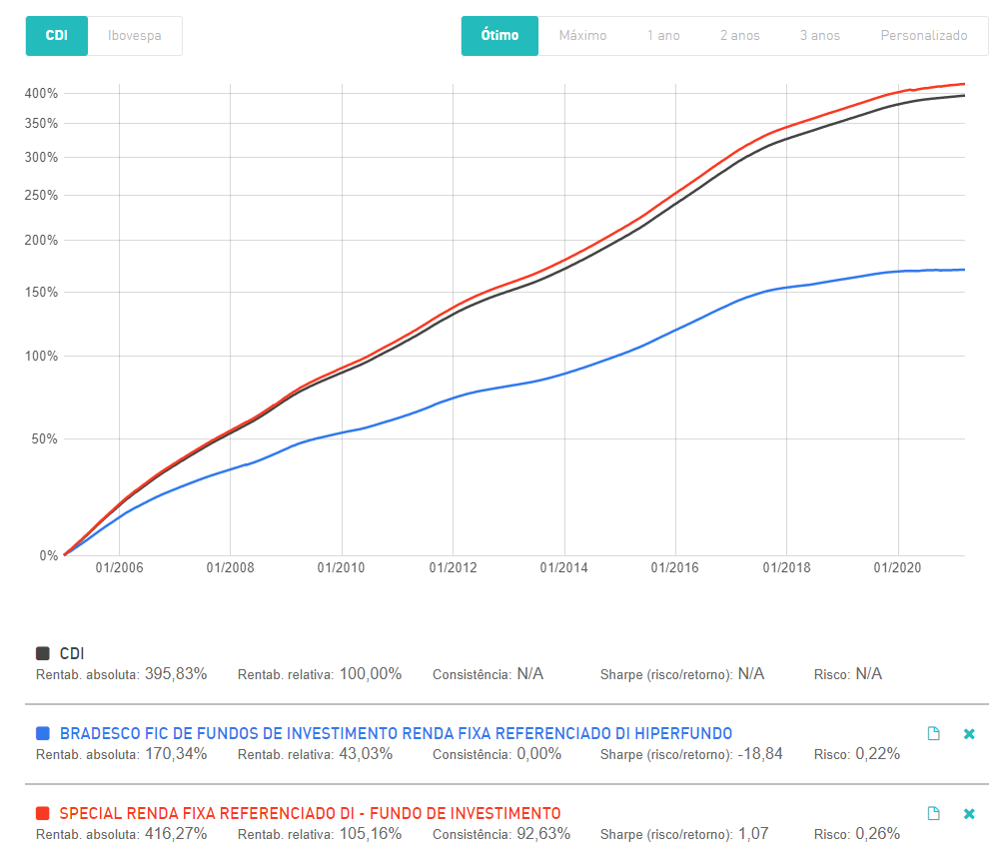 CDI Ibovespa Ótimo Máximo 1 ano 2 anos 3 anos Personalizado
400%
350%
300%
250%
200%
150%
100%
50%
0%
01/2006 01/2008 01/2010 01/2012 01/2014 01/2016 01/2018 01/2020
CDI
Rentab. absoluta: 395,83% Rentab. relativa: 100,00% Consistência: N/A Sharpe (risco/retorno): N/A Risco: N/A
BRADESCO FIC DE FUNDOS DE INVESTIMENTO RENDA FIXA REFERENCIADO DI HIPERFUNDO
Rentab. absoluta: 170,34% Rentab. relativa: 43,03% Consistência: 0,00% Sharpe (risco/retorno): -18,84 Risco: 0,22%
SPECIAL RENDA FIXA REFERENCIADO DI - FUNDO DE INVESTIMENTO
Rentab. absoluta: 416,27% Rentab. relativa: 105,16% Consistência: 92,63% Sharpe (risco/retorno): 1,07 Risco: 0,26%